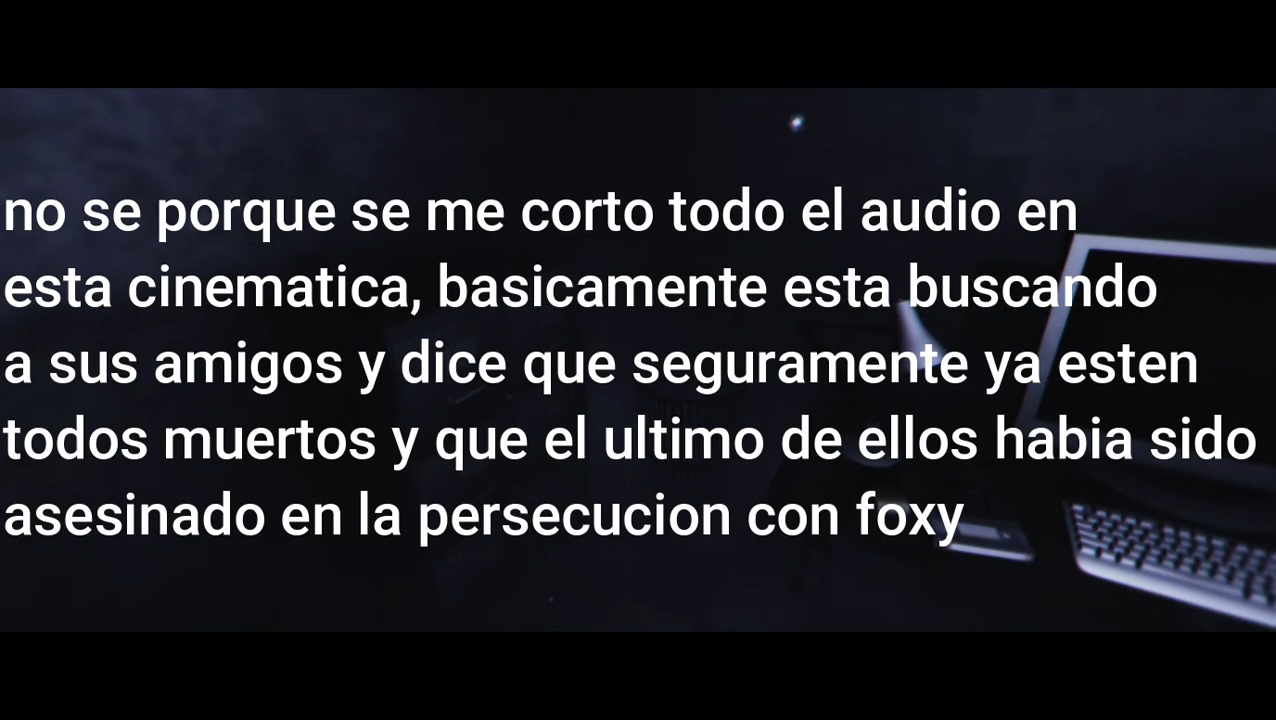 no se porque se me corto todo el audio en
esta cinematica, basicamente esta buscando
a sus amigos y dice que seguramente ya esten
todos muertos y que el ultimo de ellos habia sido
asesinado en la persecucion con foxy